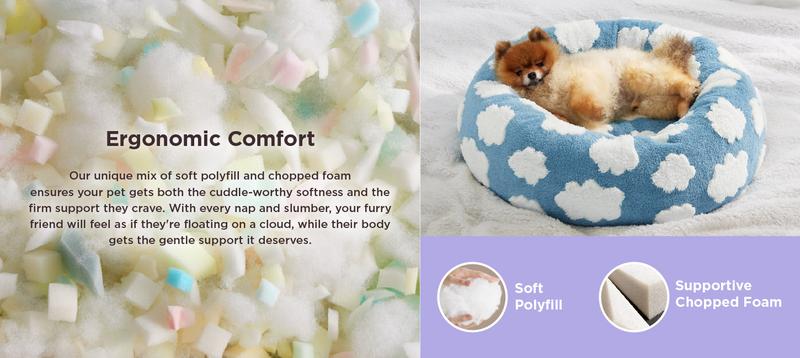 Ergonomic Comfort
Our unique mix of soft polyfill and chopped foam
ensures your pet gets both the cuddle-worthy softness and the
firm support they crave. With every nap and slumber, your furry
friend will feel as if they're floating on a cloud, while their body
gets the gentle support it deserves.
Soft
Polyfill
Supportive
Chopped Foam